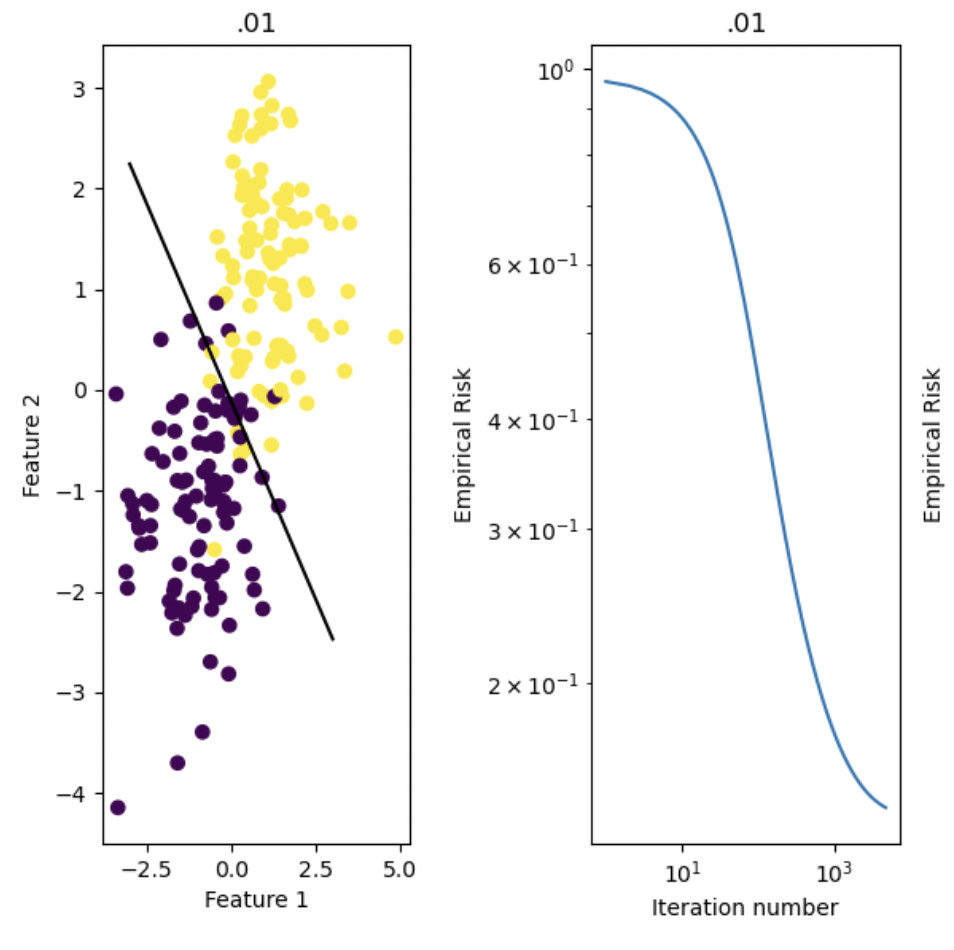 .01
3
2
1
0
−1
−2
−3
−4
Feature 2
−2.5 0.0 2.5 5.0
Feature 1
.01
10⁰
6 × 10⁻¹
4 × 10⁻¹
3 × 10⁻¹
2 × 10⁻¹
Empirical Risk
10¹ 10³
Iteration number
Empirical Risk